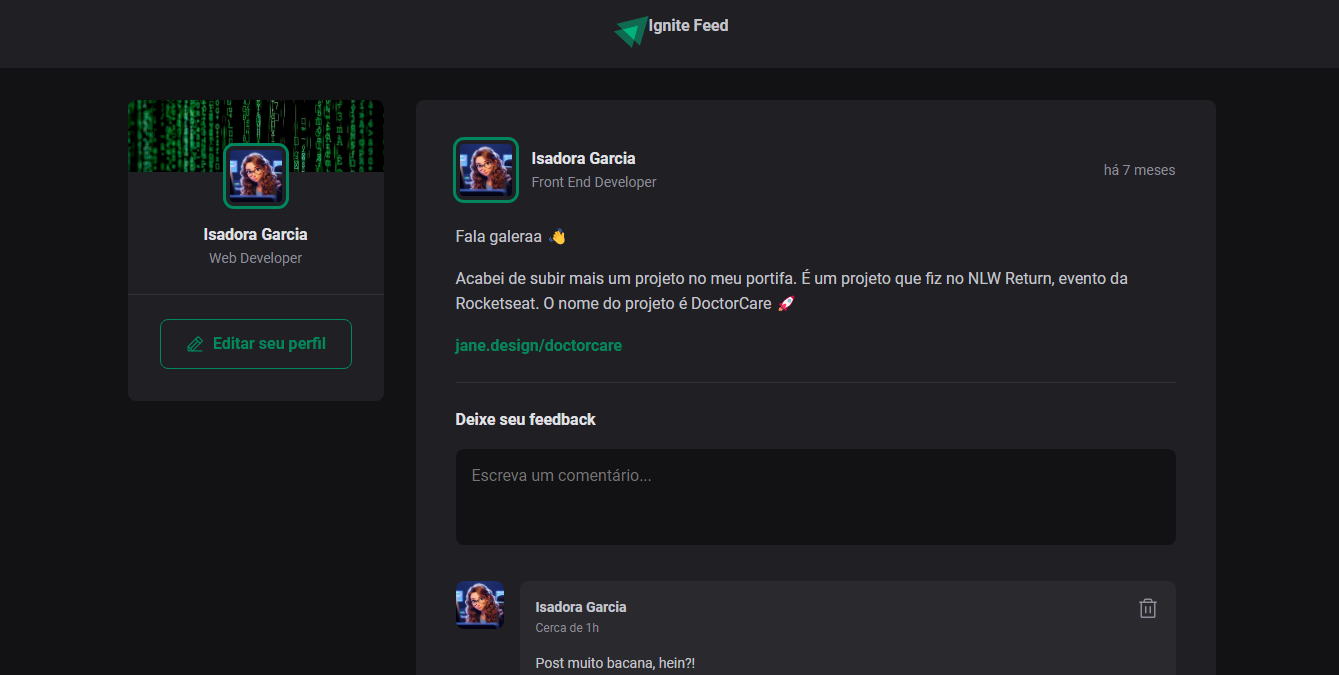 Ignite Feed
Isadora Garcia
Web Developer
Editar seu perfil
Isadora Garcia
Front End Developer
há 7 meses
Fala galeraa 👋
Acabei de subir mais um projeto no meu portifa. É um projeto que fiz no NLW Return, evento da
Rocketseat. O nome do projeto é DoctorCare 🚀
jane.design/doctorcare
Deixe seu feedback
Escreva um comentário...
Isadora Garcia
Cerca de 1h
Post muito bacana, hein?!